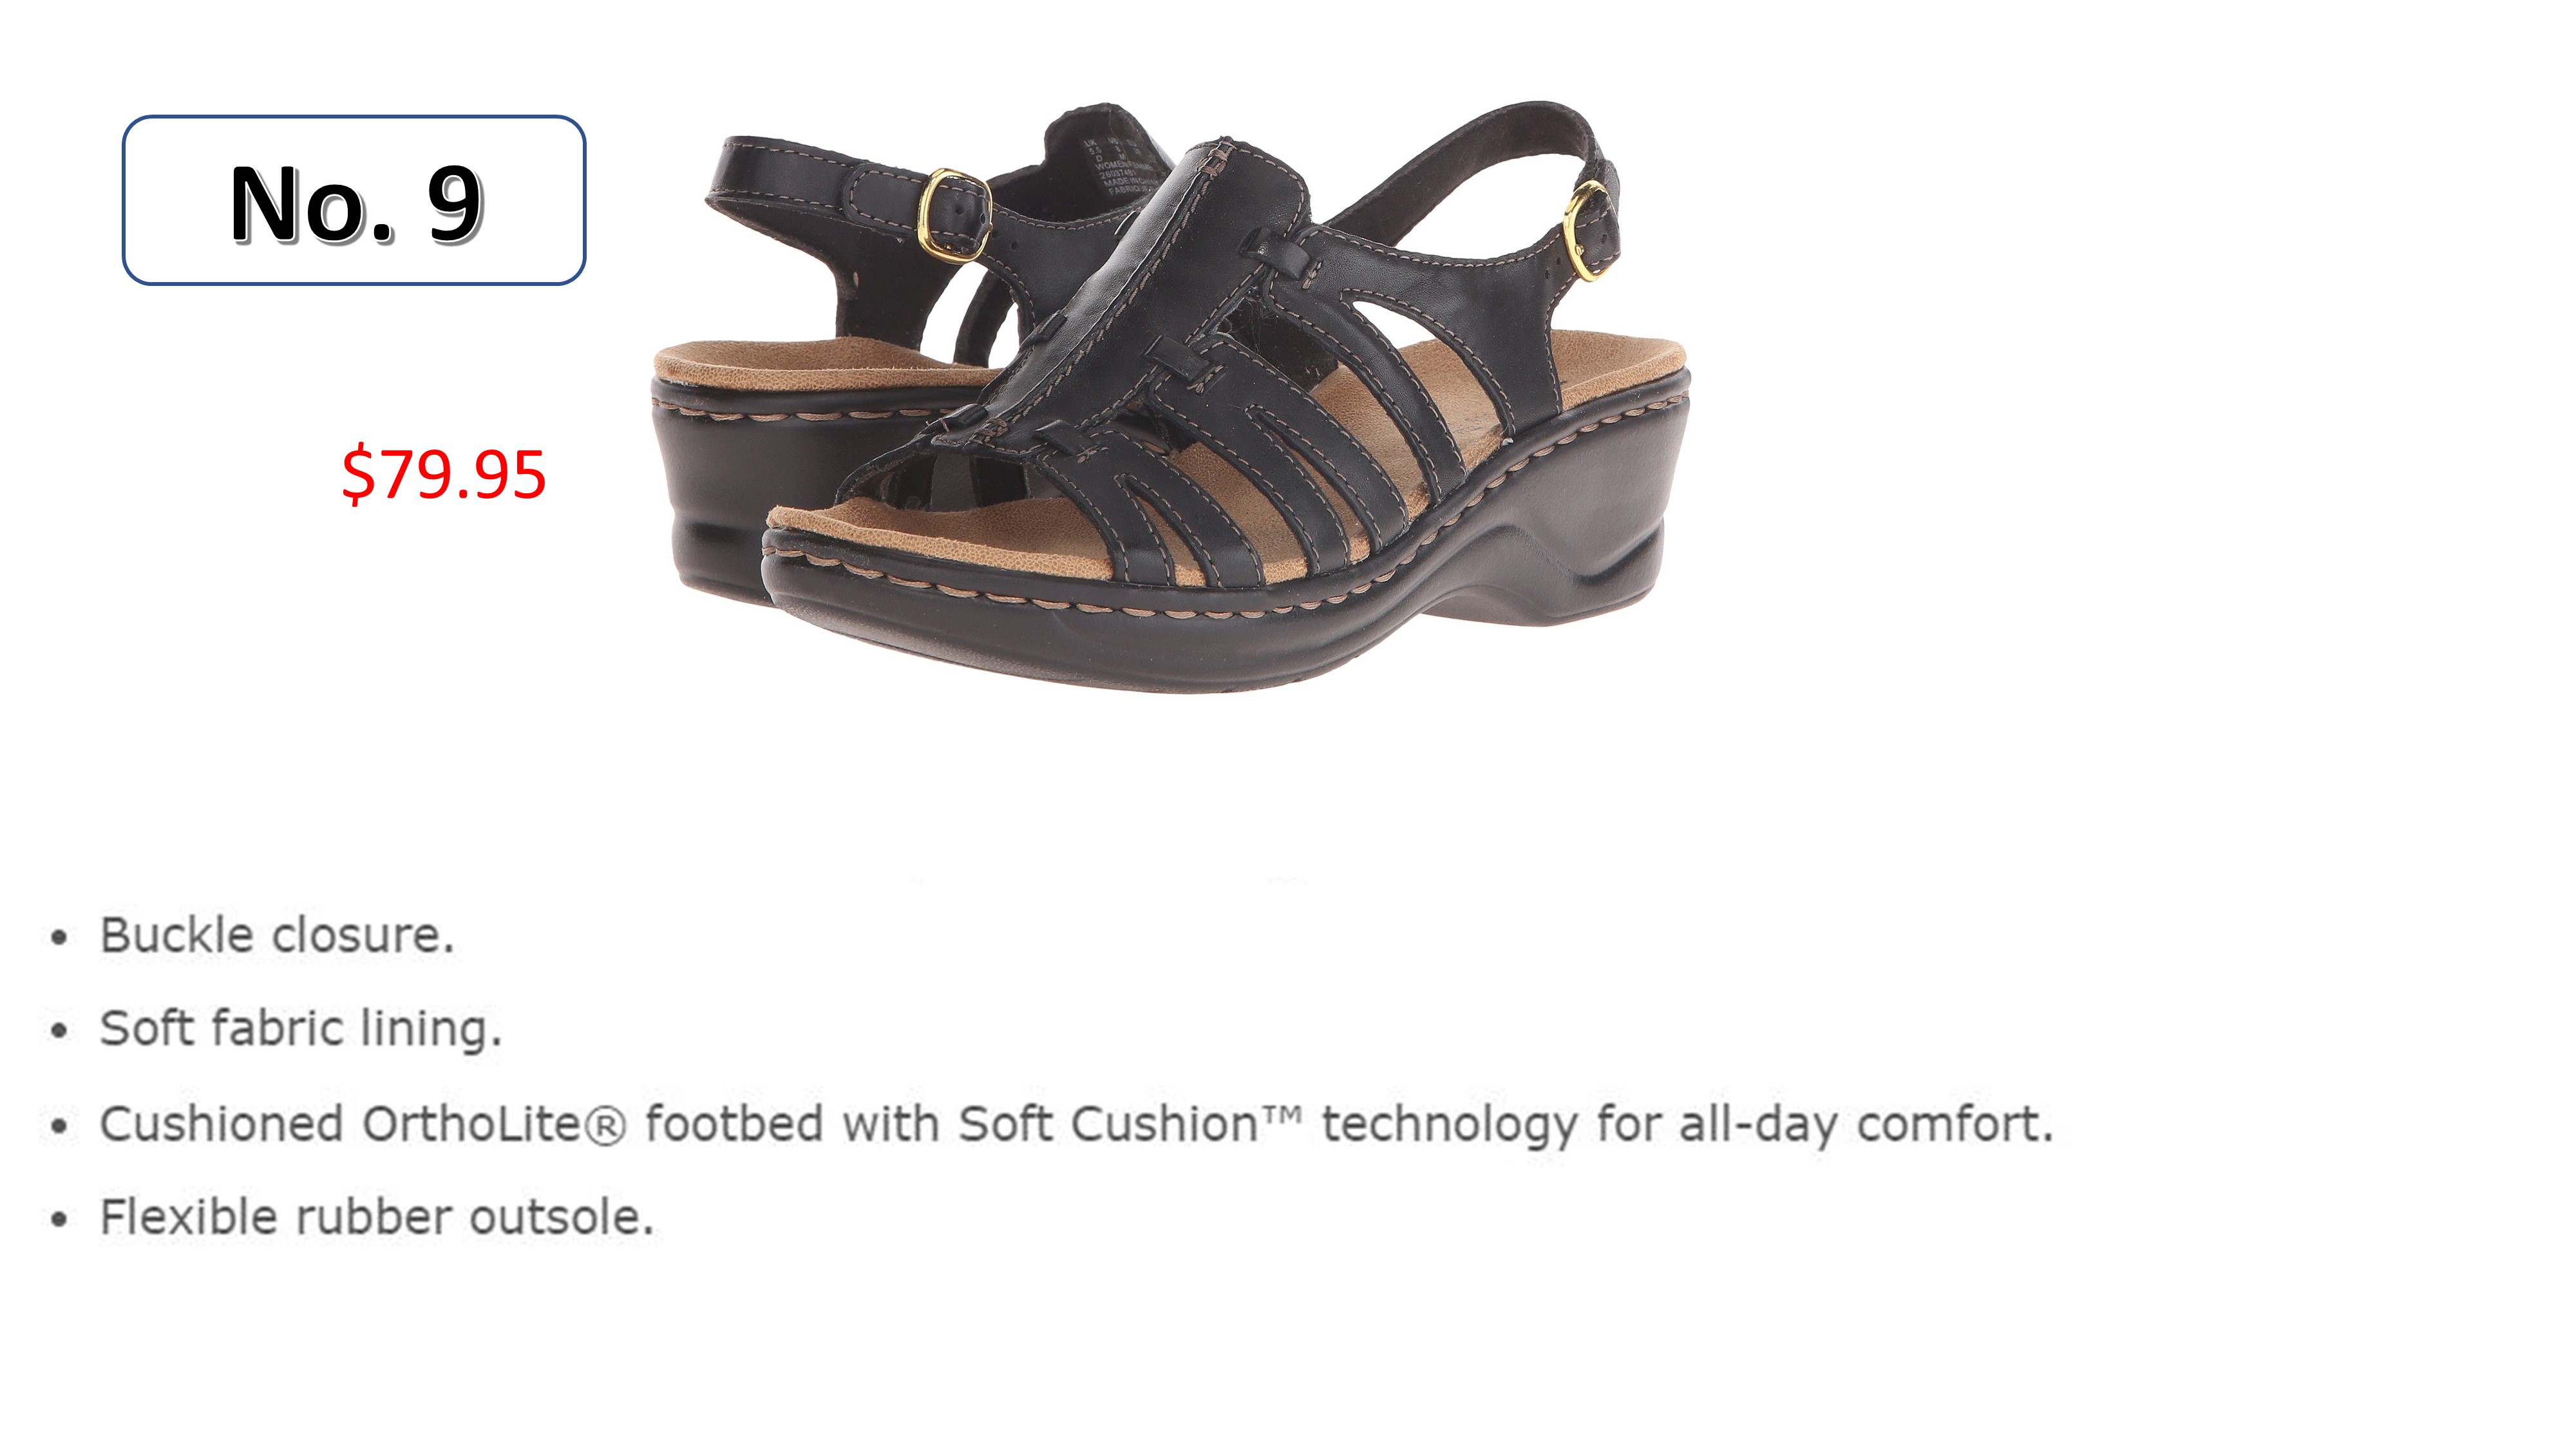 No. 9
$79.95
• Buckle closure.
• Soft fabric lining.
• Cushioned OrthoLite® footbed with Soft Cushion™ technology for all-day comfort.
• Flexible rubber outsole.